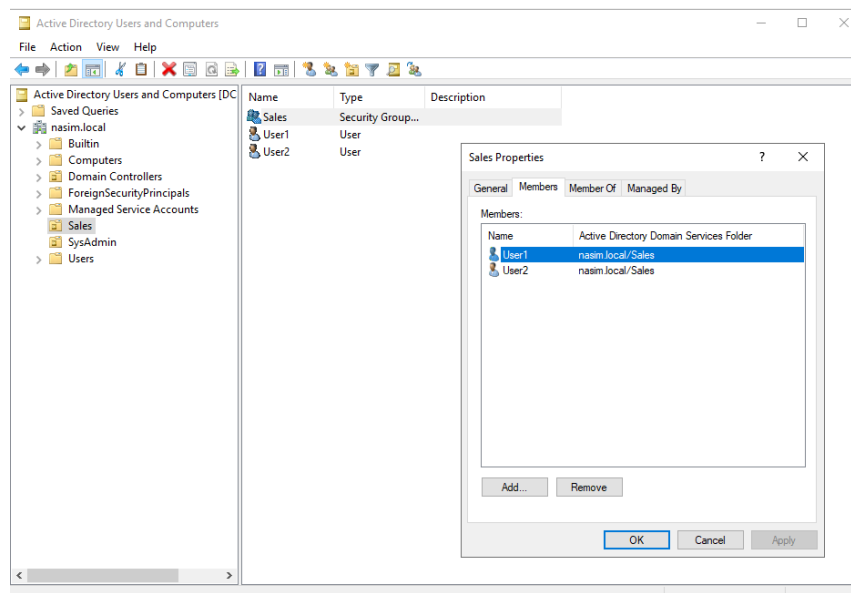 Active Directory Users and Computers
File Action View Help
Active Directory Users and Computers [DC
Saved Queries
nasim.local
Builtin
Computers
Domain Controllers
ForeignSecurityPrincipals
Managed Service Accounts
Sales
SysAdmin
Users
Name Type Description
Sales Security Group...
User1 User
User2 User
Sales Properties ?
General Members Member Of Managed By
Members:
Name Active Directory Domain Services Folder
User1 nasim.local/Sales
User2 nasim.local/Sales
Add... Remove
OK Cancel Apply